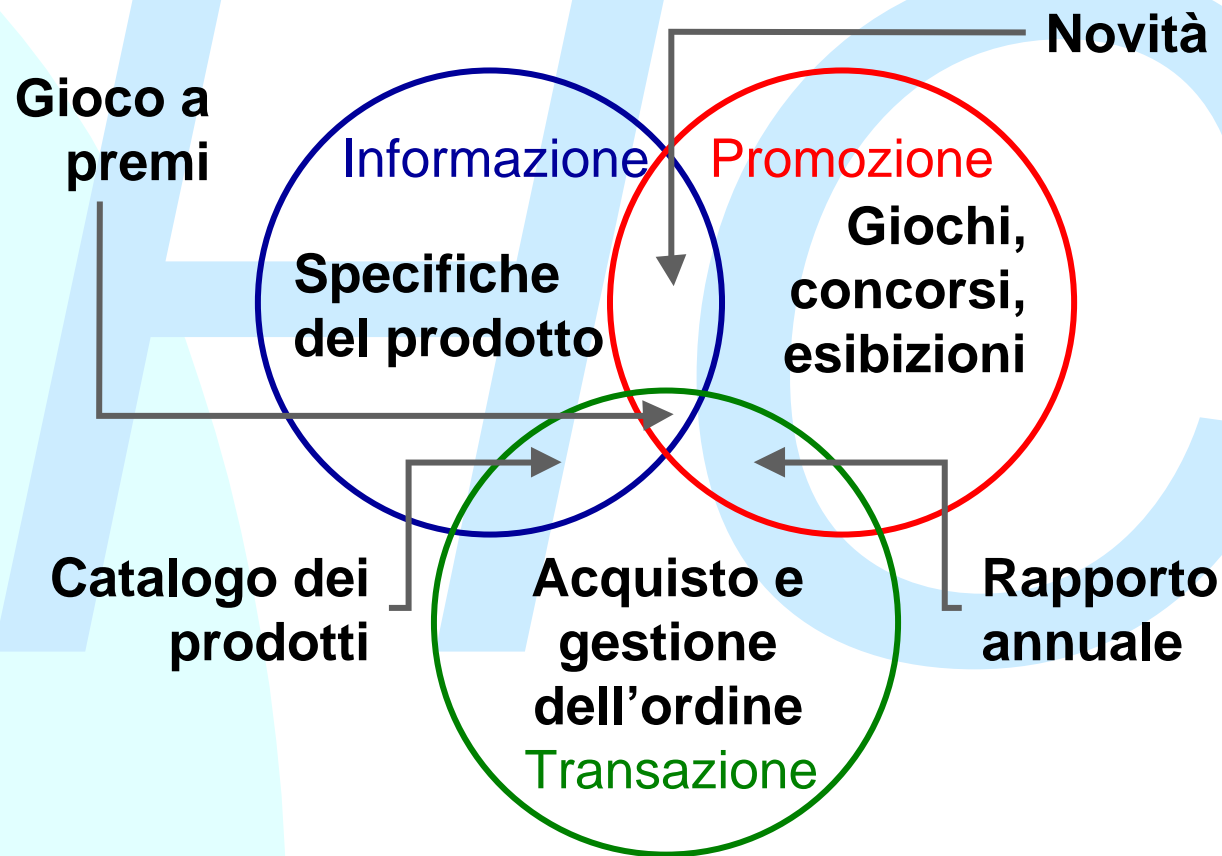 Novità
Gioco a
premi
Informazione
Promozione
Giochi,
concorsi,
esibizioni
Specifiche
del prodotto
Catalogo dei
prodotti
Acquisto e
gestione
dell’ordine
Transazione
Rapporto
annuale